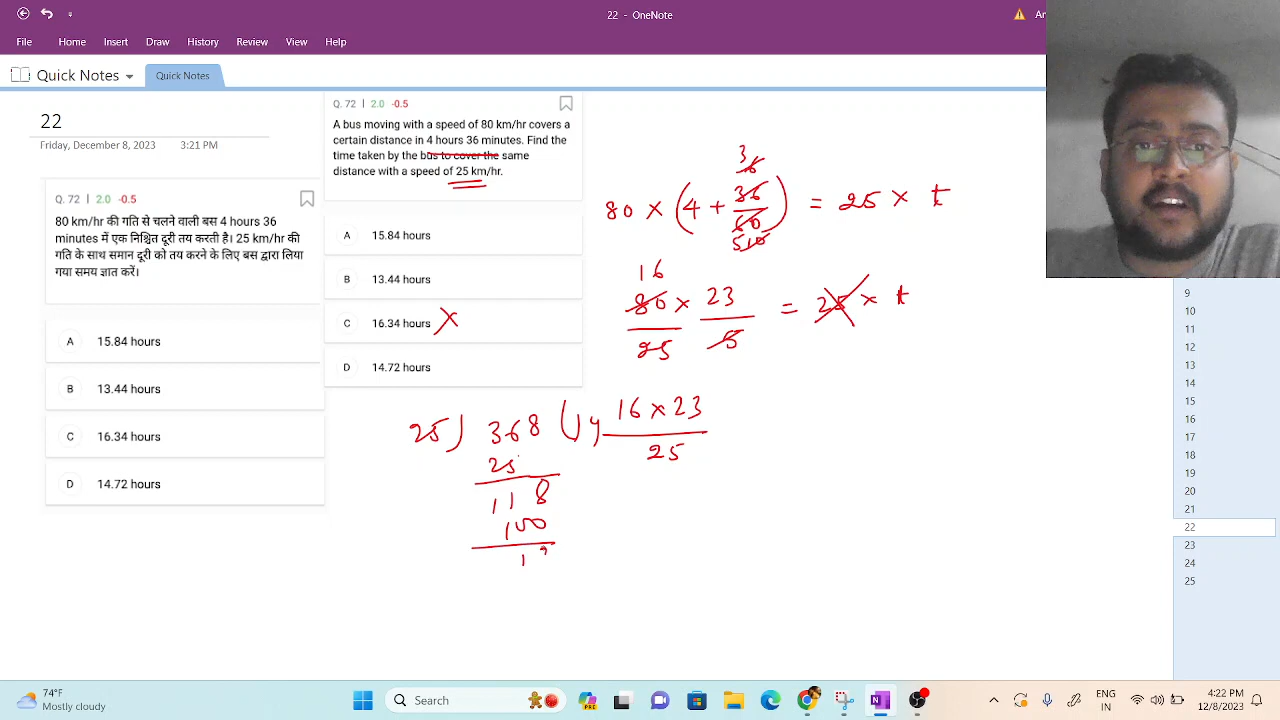 22 - OneNote
File Home Insert Draw History Review View Help
Quick Notes
Quick Notes
22
Friday, December 8, 2023 3:21 PM
Q. 72 | 2.0 -0.5
80 km/hr की गति से चलने वाली बस 4 hours 36
minutes में एक निश्चित दूरी तय करती है। 25 km/hr की
गति के साथ समान दूरी को तय करने के लिए बस द्वारा लिया
गया समय ज्ञात करें।
A 15.84 hours
B 13.44 hours
C 16.34 hours
D 14.72 hours
Q. 72 | 2.0 -0.5
A bus moving with a speed of 80 km/hr covers a
certain distance in 4 hours 36 minutes. Find the
time taken by the bus to cover the same
distance with a speed of 25 km/hr.
A 15.84 hours
B 13.44 hours
C 16.34 hours X
D 14.72 hours
3
6
80 × (4 + 36/60) = 25 × t
5 10
16
80 × 23 = 25 × t
25 5
25) 368 (14
25
118
100
1
16 × 23
25
9
10
11
12
13
14
15
16
17
18
19
20
21
22
23
24
25
74°F
Mostly cloudy
Search
ENG
IN
4:22 PM
12/8/2023